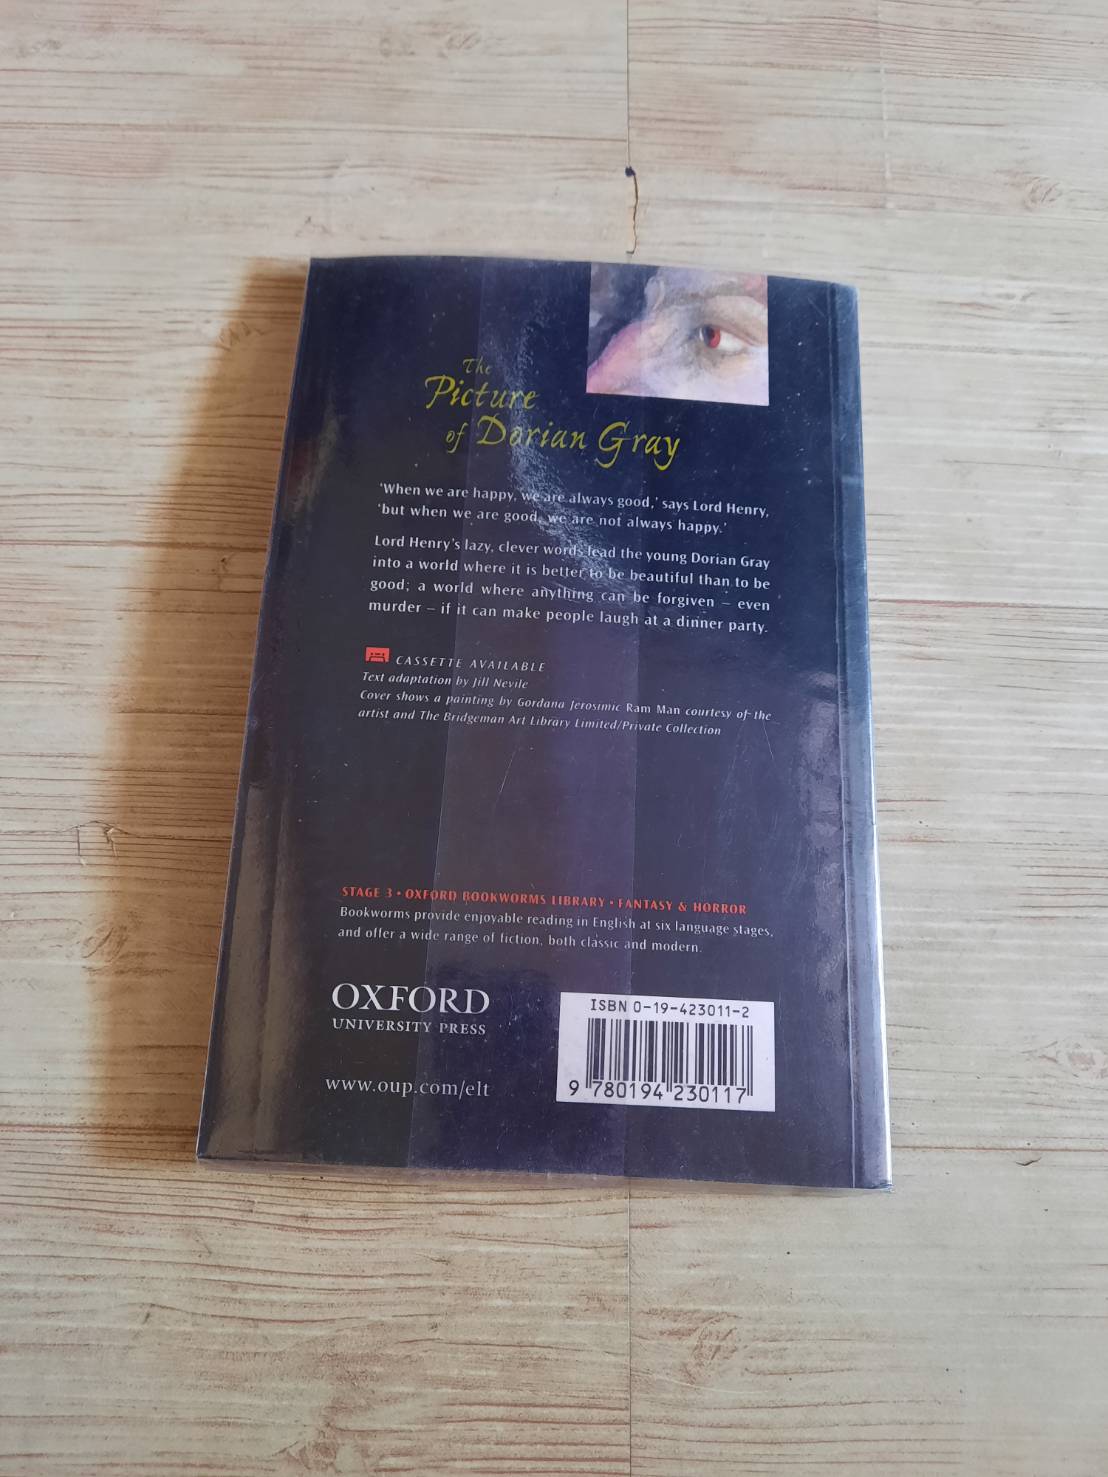 The
Picture
of Dorian Gray
'When we are happy, we are always good,' says Lord Henry,
'but when we are good, we are not always happy.'
Lord Henry's lazy, clever words lead the young Dorian Gray
into a world where it is better to be beautiful than to be
good; a world where anything can be forgiven – even
murder – if it can make people laugh at a dinner party.
CASSETTE AVAILABLE
Text adaptation by Jill Nevile
Cover shows a painting by Gordana Jerosimic Ram Man courtesy of the
artist and The Bridgeman Art Library Limited/Private Collection
STAGE 3 • OXFORD BOOKWORMS LIBRARY • FANTASY & HORROR
Bookworms provide enjoyable reading in English at six language stages,
and offer a wide range of fiction, both classic and modern.
OXFORD
UNIVERSITY PRESS
www.oup.com/elt
ISBN 0-19-423011-2
9 780194 230117